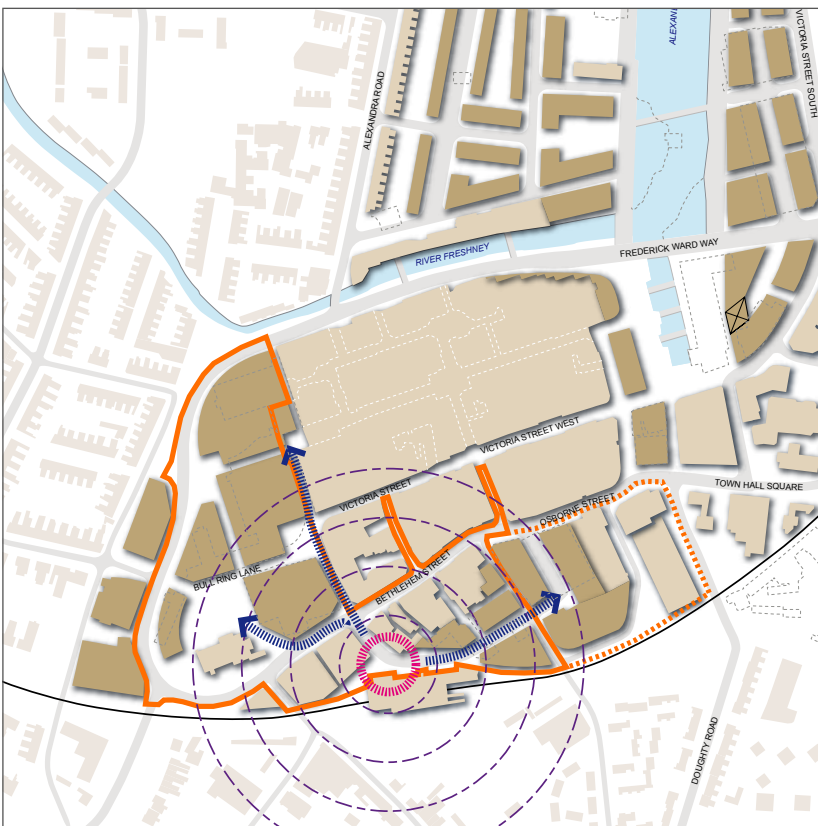 ALEXAN
VICTORIA STREET SOUTH
ALEXANDRA ROAD
FREDERICK WARD WAY
RIVER FRESHNEY
VICTORIA STREET WEST
VICTORIA STREET
TOWN HALL SQUARE
OSBORNE STREET
BETHLEHEM STREET
BULL RING LANE
DOUGHTY ROAD